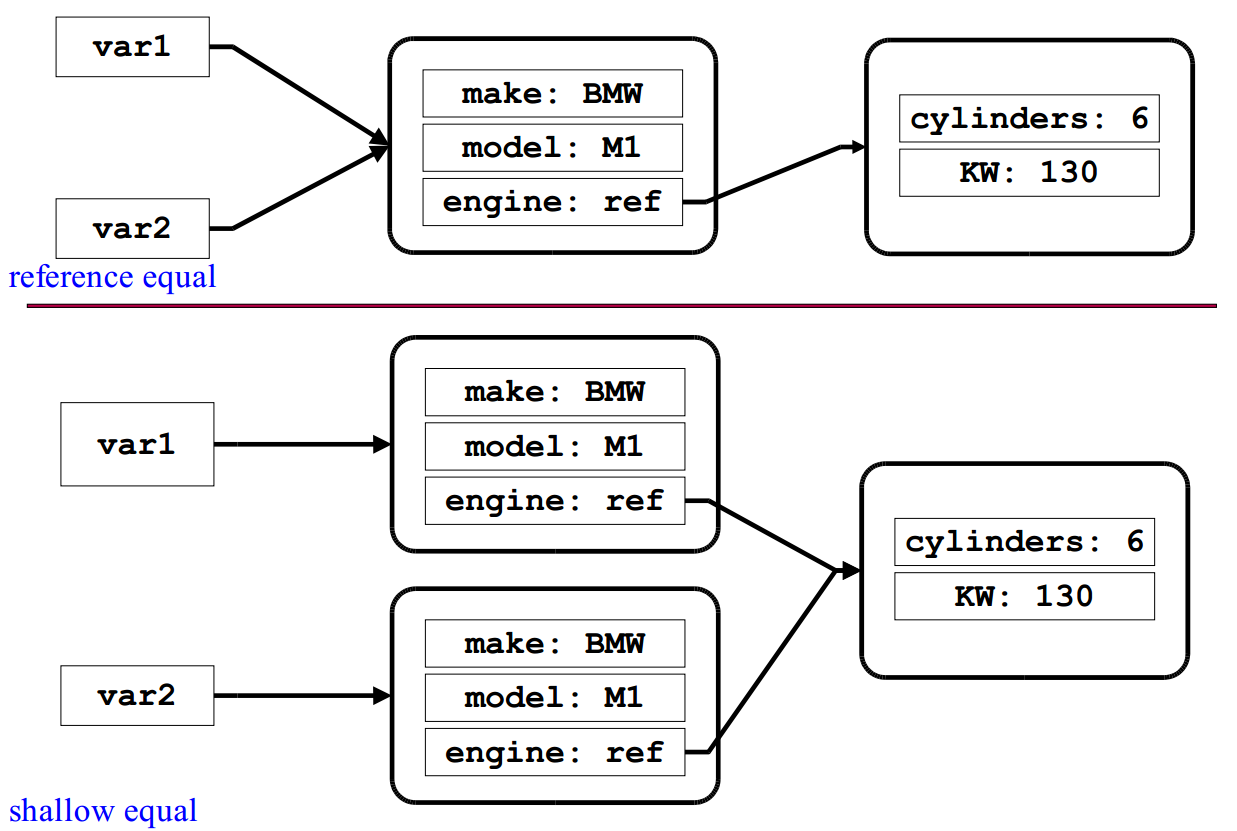 var1
make: BMW
model: M1
engine: ref
cylinders: 6
KW: 130
var2
reference equal
var1
make: BMW
model: M1
engine: ref
cylinders: 6
KW: 130
var2
make: BMW
model: M1
engine: ref
shallow equal